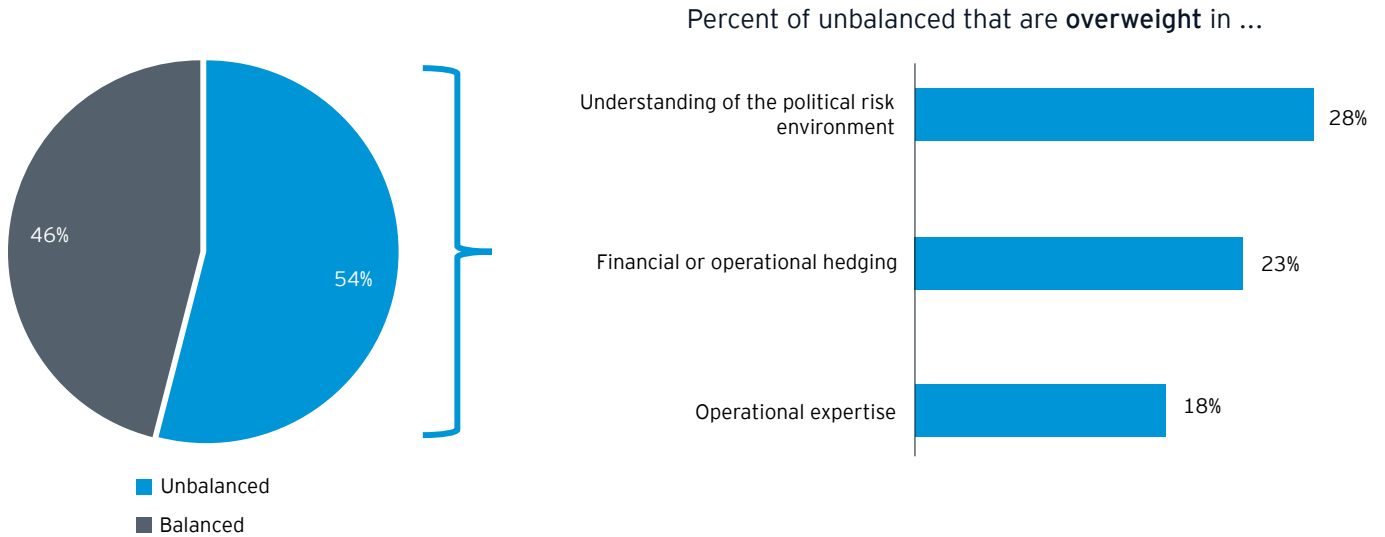 Percent of unbalanced that are overweight in ...
46%
54%
Unbalanced
Balanced
Understanding of the political risk
environment
28%
Financial or operational hedging
23%
Operational expertise
18%